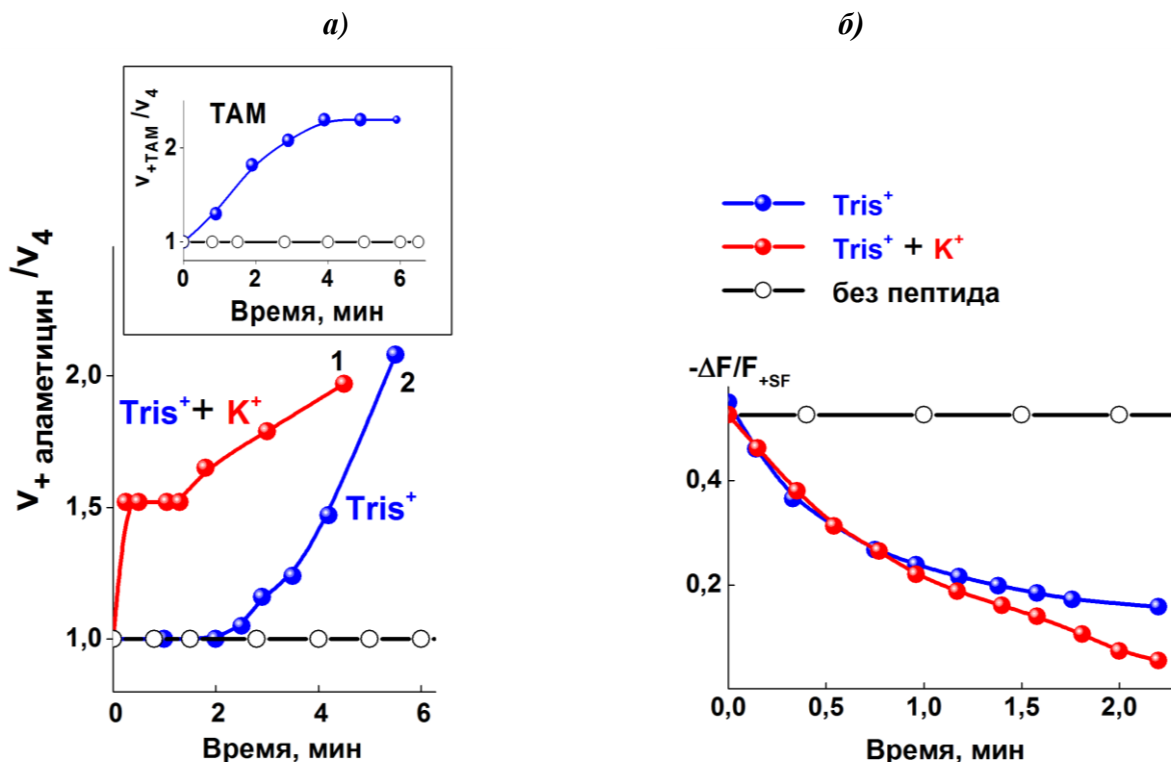 а)
б)
TAM
V+TAM /V4
2
1
0 2 4 6
Время, мин
V+ аламетицин /V4
2,0
1,5
1,0
Tris+ + K+
1
2
Tris+
0 2 4 6
Время, мин
Tris+
Tris+ + K+
без пептида
-ΔF/F+SF
0,4
0,2
0,0 0,5 1,0 1,5 2,0
Время, мин